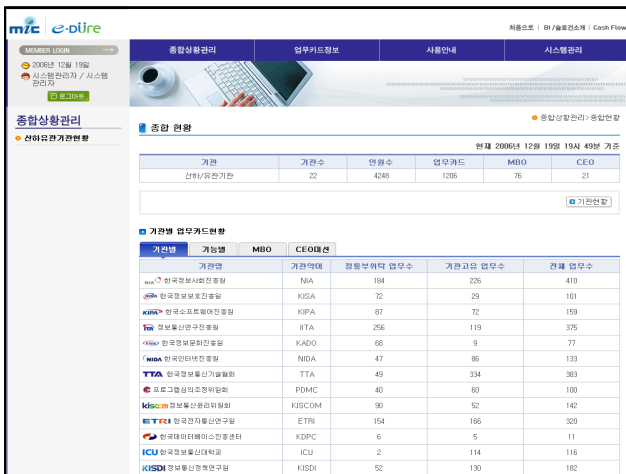 mic e·Dure
처음으로 | BI /슬로건소개 | Cash Flow
MEMBER LOGIN
종합상황관리 업무카드정보 사용안내 시스템관리
2006년 12월 19일
시스템관리자 / 시스템
관리자
로그아웃
종합상황관리
산하유관기관현황
종합상황관리>종합현황
종합 현황
현재 2006년 12월 19일 19시 49분 기준
기관 기관수 인원수 업무카드 MBO CEO
산하/유관기관 22 4248 1206 76 21
기관현황
기관별 업무카드현황
기관별 기능별 MBO CEO미션
기관명 기관약어 정통부위탁 업무수 기관고유 업무수 전체 업무수
NIA 한국정보사회진흥원 NIA 184 226 410
KISA 한국정보보호진흥원 KISA 72 29 101
KIPA 한국소프트웨어진흥원 KIPA 87 72 159
정보통신연구진흥원 IITA 256 119 375
KADO 한국정보문화진흥원 KADO 68 9 77
NIDA 한국인터넷진흥원 NIDA 47 86 133
TTA 한국정보통신기술협회 TTA 49 334 383
프로그램심의조정위원회 PDMC 40 60 100
kiscom 정보통신윤리위원회 KISCOM 90 52 142
ETRI 한국전자통신연구원 ETRI 154 166 320
한국데이터베이스진흥센터 KDPC 6 5 11
ICU 한국정보통신대학교 ICU 2 114 116
KISDI 정보통신정책연구원 KISDI 52 130 182